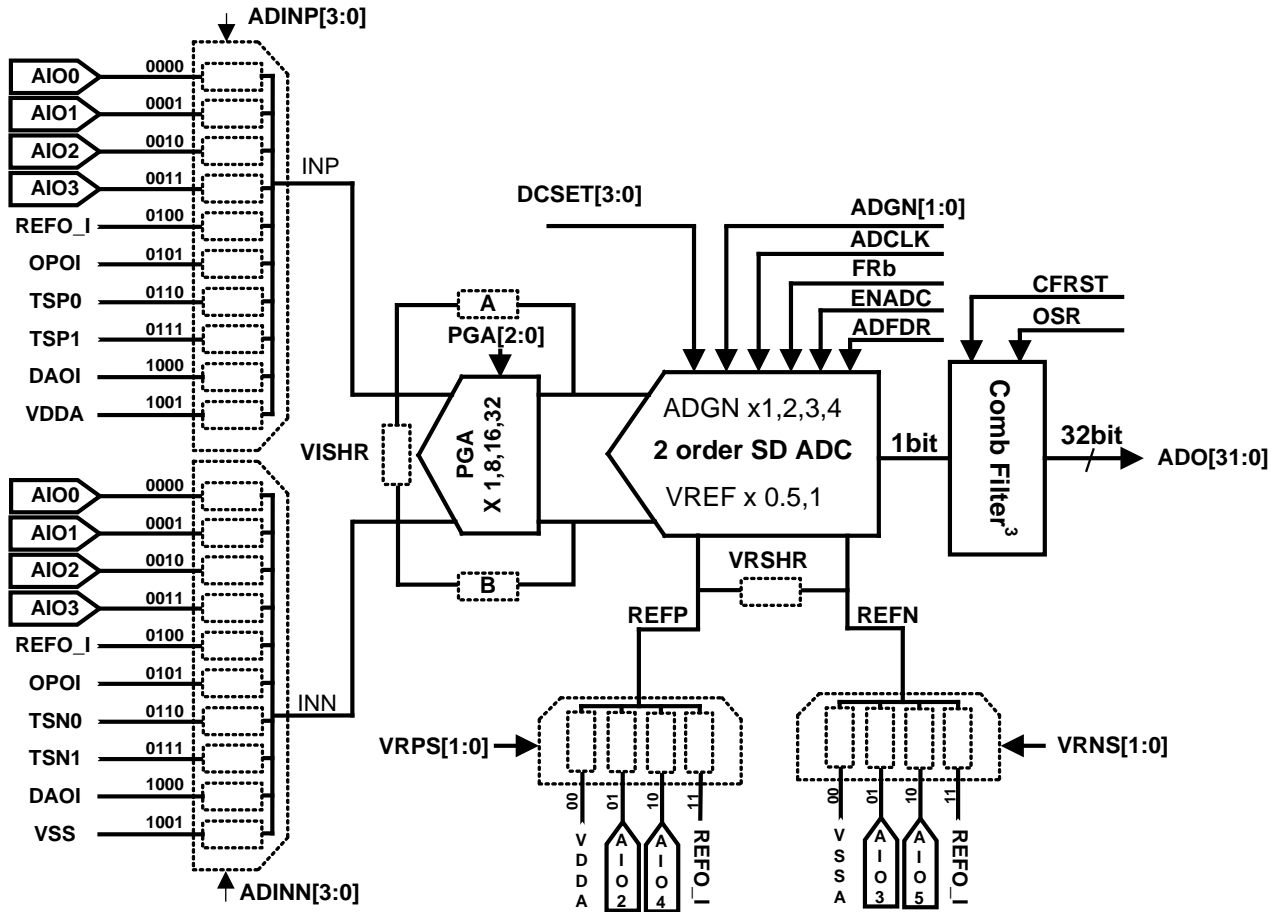 ADINP[3:0]
AIO0 0000
AIO1 0001
AIO2 0010
AIO3 0011
REFO_I 0100
OPOI 0101
TSP0 0110
TSP1 0111
DAOI 1000
VDDA 1001
INP
AIO0 0000
AIO1 0001
AIO2 0010
AIO3 0011
REFO_I 0100
OPOI 0101
TSN0 0110
TSN1 0111
DAOI 1000
VSS 1001
INN
ADINN[3:0]
VISHR
A
PGA[2:0]
PGA
X 1,8,16,32
B
DCSET[3:0]
ADGN[1:0]
ADCLK
FRb
ENADC
ADFDR
ADGN x1,2,3,4
2 order SD ADC
VREF x 0.5,1
1bit
CFRST
OSR
Comb Filter3
32bit
ADO[31:0]
VRSHR
REFP
REFN
VRPS[1:0]
00 VDDA
01 AIO2
10 AIO4
11 REFO_I
VRNS[1:0]
00 VSSA
01 AIO3
10 AIO5
11 REFO_I